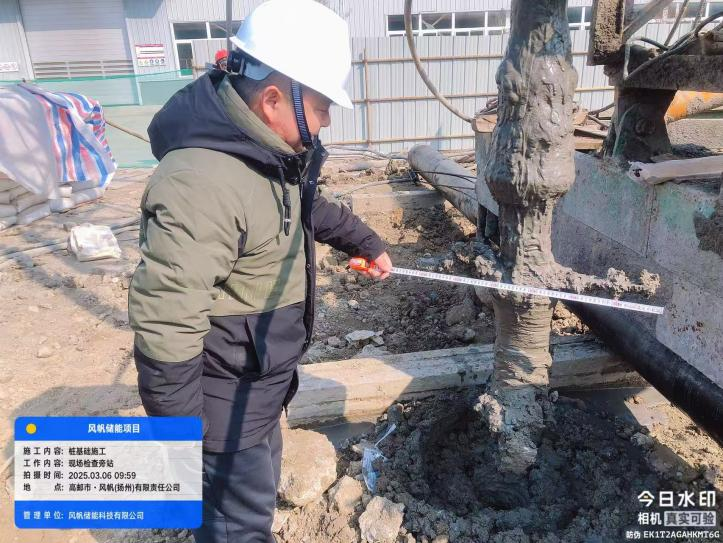 风帆储能项目
施工内容: 桩基础施工
工作内容: 现场检查旁站
拍摄时间: 2025.03.06 09:59
地　　点: 高邮市·风帆(扬州)有限责任公司
管理单位: 风帆储能科技有限公司
今日水印
相机 真实可验
防伪 EK1T2AGAHKMT6G